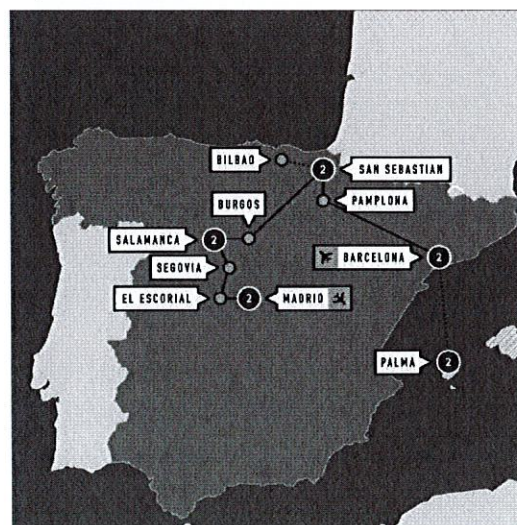 BILBAO
2
SAN SEBASTIAN
PAMPLONA
BURGOS
SALAMANCA
2
2
BARCELONA
SEGOVIA
EL ESCORIAL
2
MADRID
PALMA
2